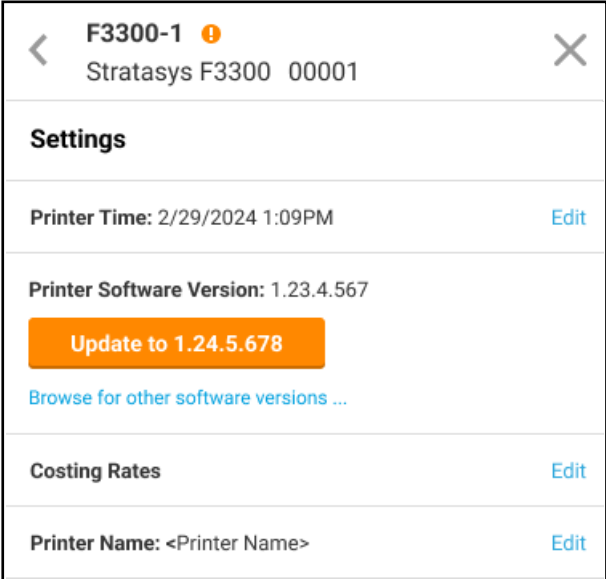 F3300-1
Stratasys F3300 00001
Settings
Printer Time: 2/29/2024 1:09PM Edit
Printer Software Version: 1.23.4.567
Update to 1.24.5.678
Browse for other software versions ...
Costing Rates Edit
Printer Name: <Printer Name> Edit